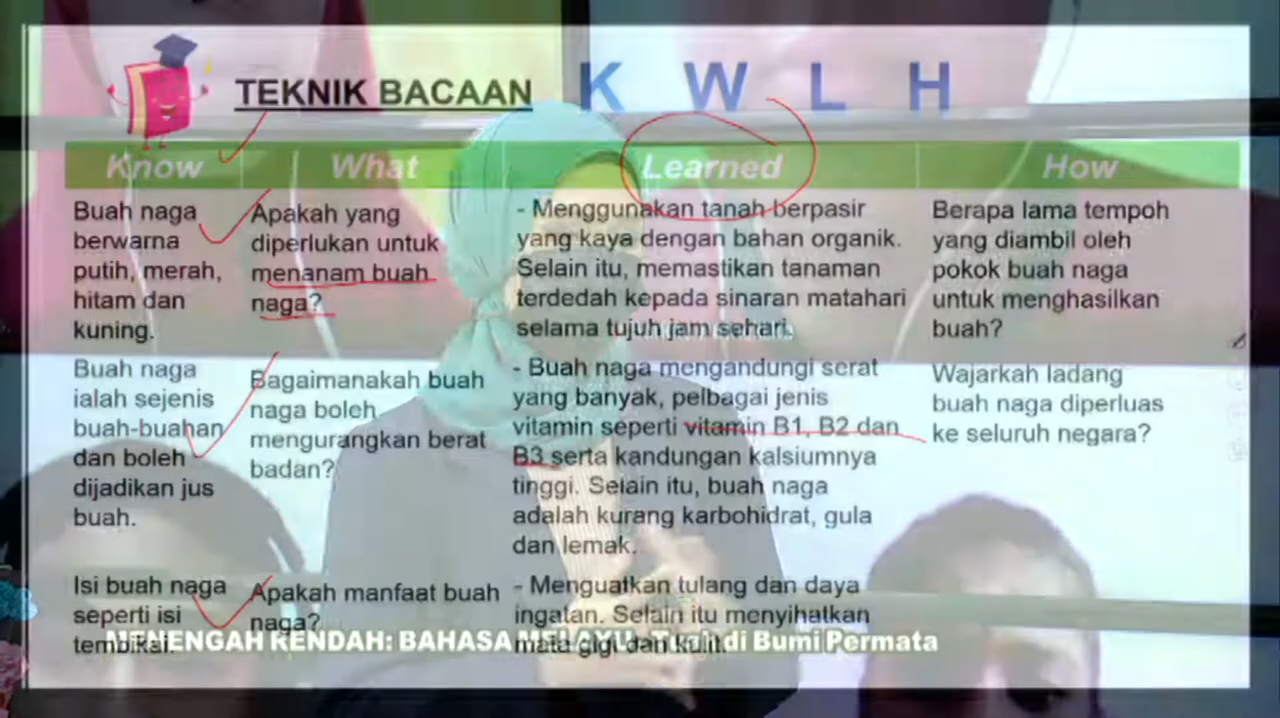 TEKNIK BACAAN K W L H
Know What Learned How
Buah naga
berwarna
putih, merah,
hitam dan
kuning.
Apakah yang
diperlukan untuk
menanam buah
naga?
- Menggunakan tanah berpasir
yang kaya dengan bahan organik.
Selain itu, memastikan tanaman
terdedah kepada sinaran matahari
selama tujuh jam sehari.
Berapa lama tempoh
yang diambil oleh
pokok buah naga
untuk menghasilkan
buah?
Buah naga
ialah sejenis
buah-buahan
dan boleh
dijadikan jus
buah.
Bagaimanakah buah
naga boleh
mengurangkan berat
badan?
- Buah naga mengandungi serat
yang banyak, pelbagai jenis
vitamin seperti vitamin B1, B2 dan
B3 serta kandungan kalsiumnya
tinggi. Selain itu, buah naga
adalah kurang karbohidrat, gula
dan lemak.
Wajarkah ladang
buah naga diperluas
ke seluruh negara?
Isi buah naga
seperti isi
tembikai.
Apakah manfaat buah
naga?
- Menguatkan tulang dan daya
ingatan. Selain itu menyihatkan
mata gigi dan kulit.
MENENGAH RENDAH: BAHASA MELAYU di Bumi Permata